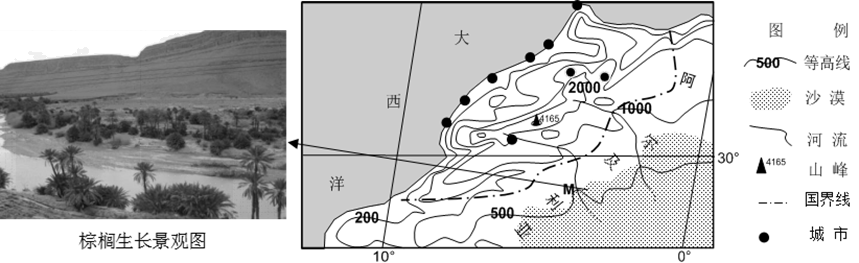 棕榈生长景观图
大
西
洋
2000
4165
1000
M
200
500
阿
尔
及
利
亚
30°
10°
0°
图 例
500 等高线
沙 漠
河 流
4165 山 峰
国界线
城 市